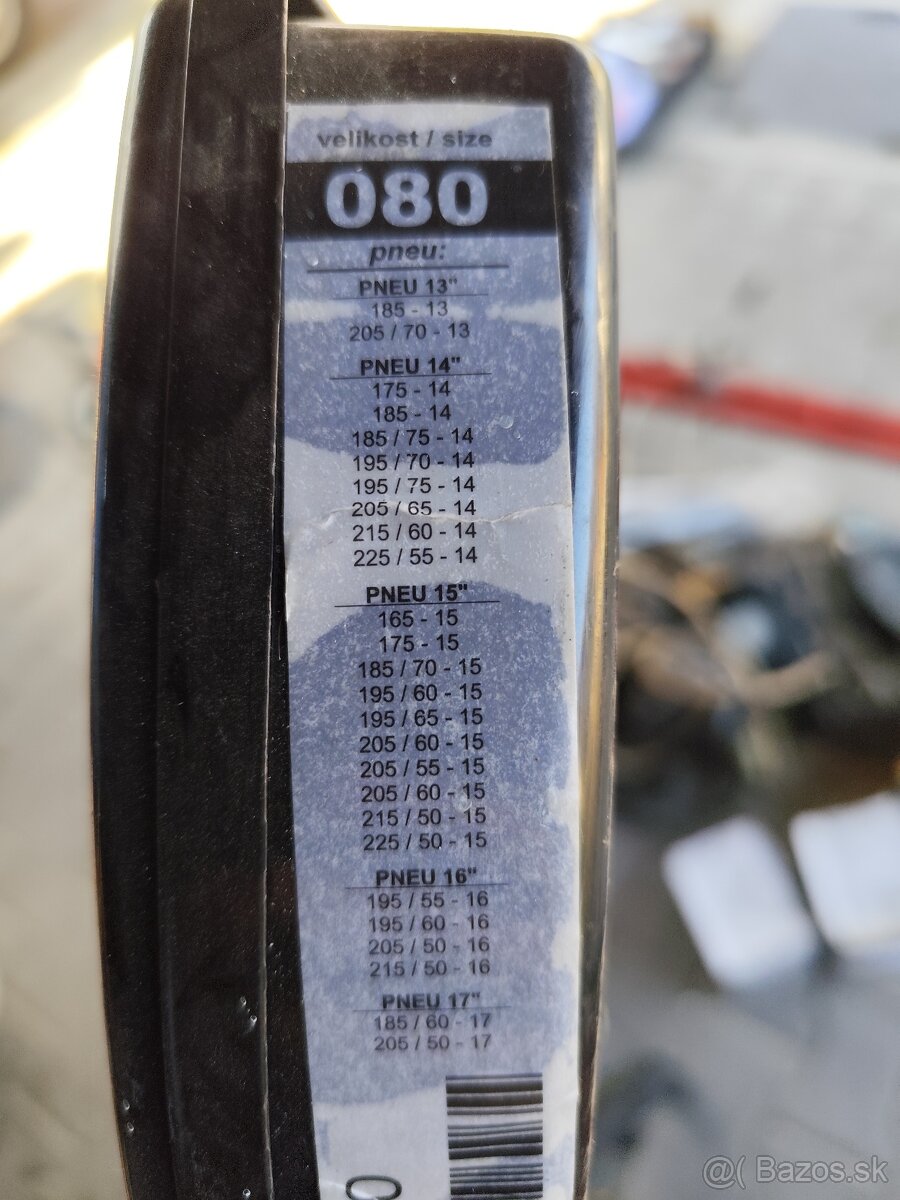 velikost / size
080
pneu:
PNEU 13"
185 - 13
205 / 70 - 13
PNEU 14"
175 - 14
185 - 14
185 / 75 - 14
195 / 70 - 14
195 / 75 - 14
205 / 65 - 14
215 / 60 - 14
225 / 55 - 14
PNEU 15"
165 - 15
175 - 15
185 / 70 - 15
195 / 60 - 15
195 / 65 - 15
205 / 60 - 15
205 / 55 - 15
205 / 60 - 15
215 / 50 - 15
225 / 50 - 15
PNEU 16"
195 / 55 - 16
195 / 60 - 16
205 / 50 - 16
215 / 50 - 16
PNEU 17"
185 / 60 - 17
205 / 50 - 17
@( Bazos.sk